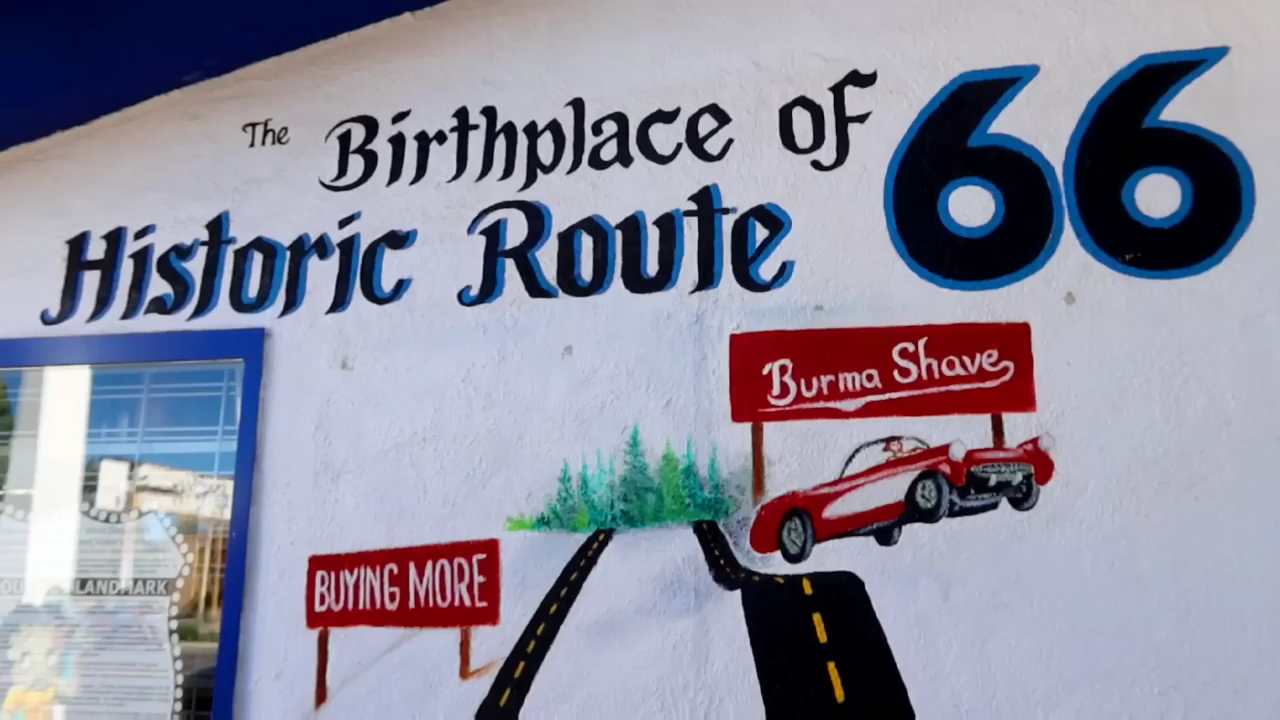 The Birthplace of 66
Historic Route
Burma Shave
BUYING MORE
LANDMARK